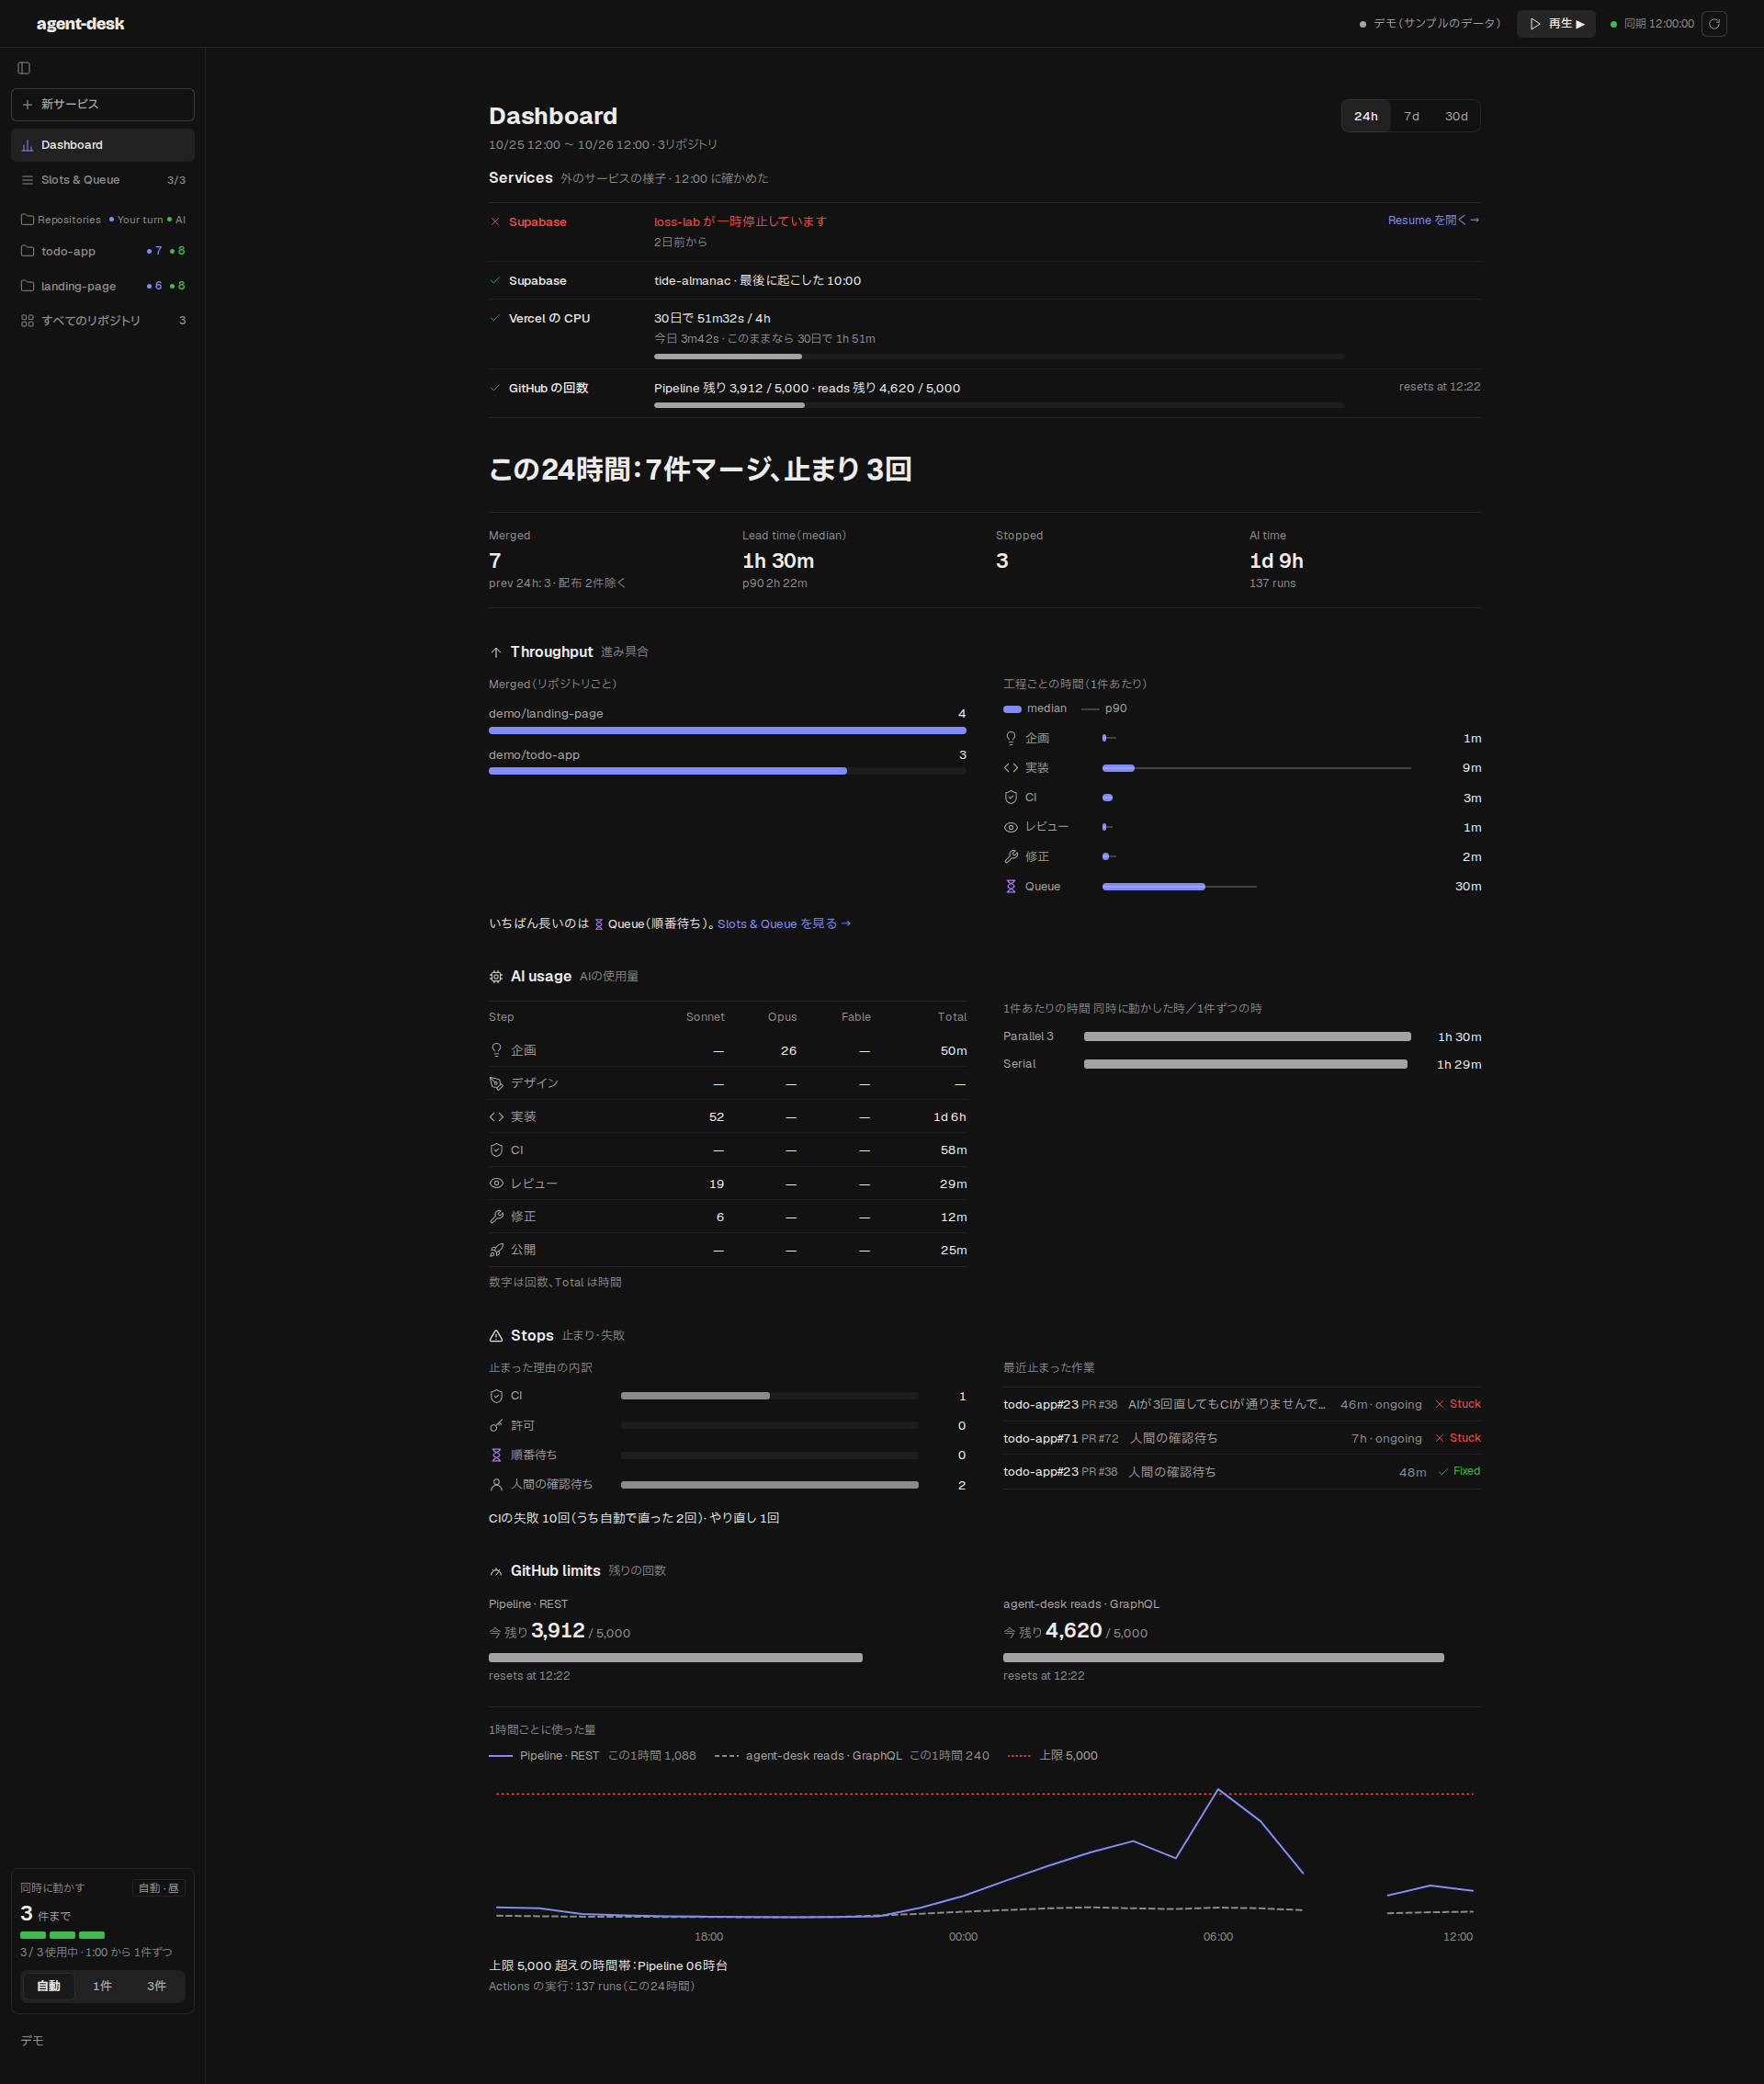 agent-desk
デモ（サンプルのデータ）
再生 ▶
同期 12:00:00
新サービス
Dashboard
Slots & Queue 3/3
Repositories Your turn AI
todo-app 7 8
landing-page 6 8
すべてのリポジトリ 3
Dashboard
24h 7d 30d
10/25 12:00 〜 10/26 12:00 · 3リポジトリ
Services 外のサービスの様子 · 12:00 に確かめた
Supabase loss-lab が一時停止しています Resume を開く →
2日前から
Supabase tide-almanac · 最後に起こした 10:00
Vercel の CPU 30日で 51m32s / 4h
今日 3m42s · このままなら 30日で 1h 51m
GitHub の回数 Pipeline 残り 3,912 / 5,000 · reads 残り 4,620 / 5,000 resets at 12:22
この24時間：7件マージ、止まり 3回
Merged Lead time（median） Stopped AI time
7 1h 30m 3 1d 9h
prev 24h: 3 · 配布 2件除く p90 2h 22m 137 runs
Throughput 進み具合
Merged（リポジトリごと）
demo/landing-page 4
demo/todo-app 3
工程ごとの時間（1件あたり）
median p90
企画 1m
実装 9m
CI 3m
レビュー 1m
修正 2m
Queue 30m
いちばん長いのは Queue（順番待ち）。Slots & Queue を見る →
AI usage AIの使用量
Step Sonnet Opus Fable Total
企画 — 26 — 50m
デザイン — — — —
実装 52 — — 1d 6h
CI — — — 58m
レビュー 19 — — 29m
修正 6 — — 12m
公開 — — — 25m
数字は回数、Total は時間
1件あたりの時間 同時に動かした時／1件ずつの時
Parallel 3 1h 30m
Serial 1h 29m
Stops 止まり・失敗
止まった理由の内訳
CI 1
許可 0
順番待ち 0
人間の確認待ち 2
CIの失敗 10回（うち自動で直った 2回）· やり直し 1回
最近止まった作業
todo-app#23 PR #38 AIが3回直してもCIが通りませんで… 46m · ongoing Stuck
todo-app#71 PR #72 人間の確認待ち 7h · ongoing Stuck
todo-app#23 PR #38 人間の確認待ち 48m Fixed
GitHub limits 残りの回数
Pipeline · REST
今 残り 3,912 / 5,000
resets at 12:22
agent-desk reads · GraphQL
今 残り 4,620 / 5,000
resets at 12:22
1時間ごとに使った量
Pipeline · REST この1時間 1,088 agent-desk reads · GraphQL この1時間 240 上限 5,000
18:00 00:00 06:00 12:00
上限 5,000 超えの時間帯：Pipeline 06時台
Actions の実行：137 runs（この24時間）
同時に動かす 自動 · 昼
3 件まで
3 / 3 使用中 · 1:00 から 1件ずつ
自動 1件 3件
デモ